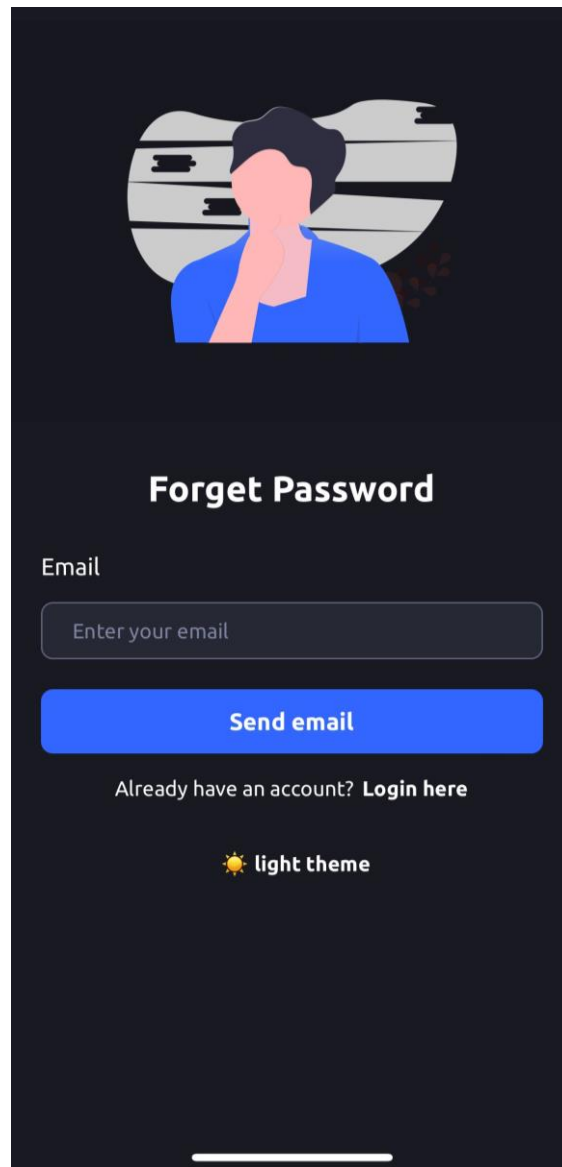 Forget Password
Email
Enter your email
Send email
Already have an account? Login here
☀️ light theme